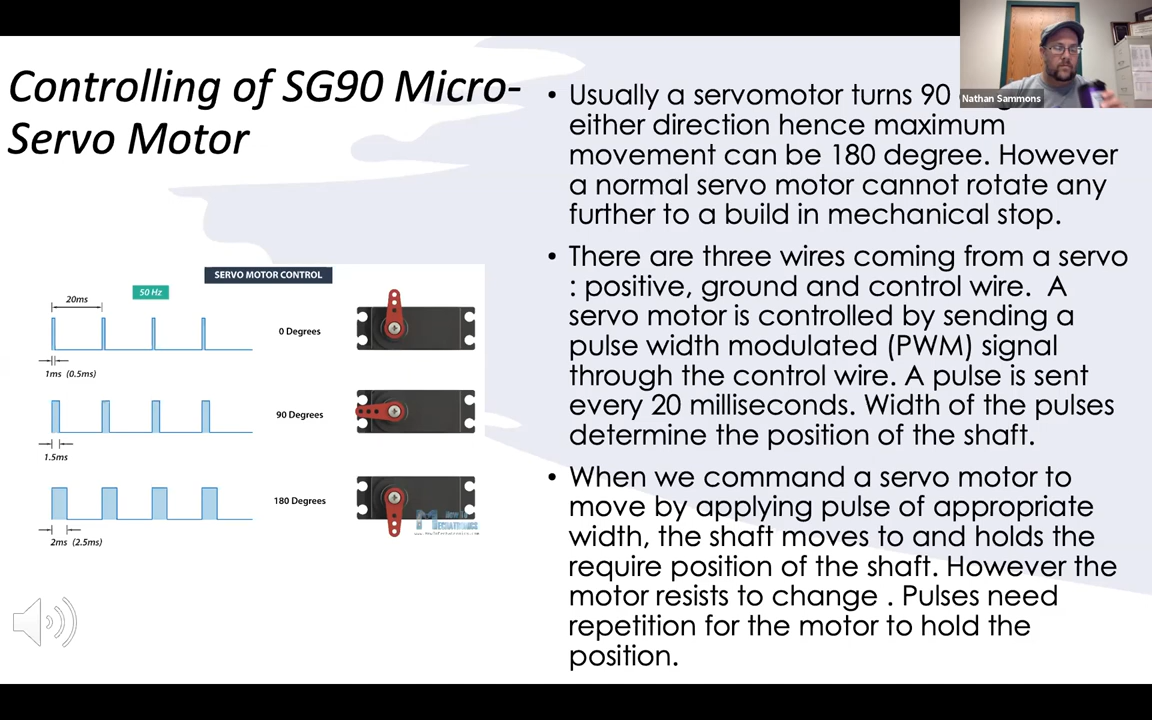 Controlling of SG90 Micro-
Servo Motor
• Usually a servomotor turns 90
either direction hence maximum
movement can be 180 degree. However
a normal servo motor cannot rotate any
further to a build in mechanical stop.
• There are three wires coming from a servo
: positive, ground and control wire. A
servo motor is controlled by sending a
pulse width modulated (PWM) signal
through the control wire. A pulse is sent
every 20 milliseconds. Width of the pulses
determine the position of the shaft.
• When we command a servo motor to
move by applying pulse of appropriate
width, the shaft moves to and holds the
require position of the shaft. However the
motor resists to change . Pulses need
repetition for the motor to hold the
position.
SERVO MOTOR CONTROL
20ms
50 Hz
0 Degrees
1ms (0.5ms)
90 Degrees
1.5ms
180 Degrees
2ms (2.5ms)
Nathan Sammons